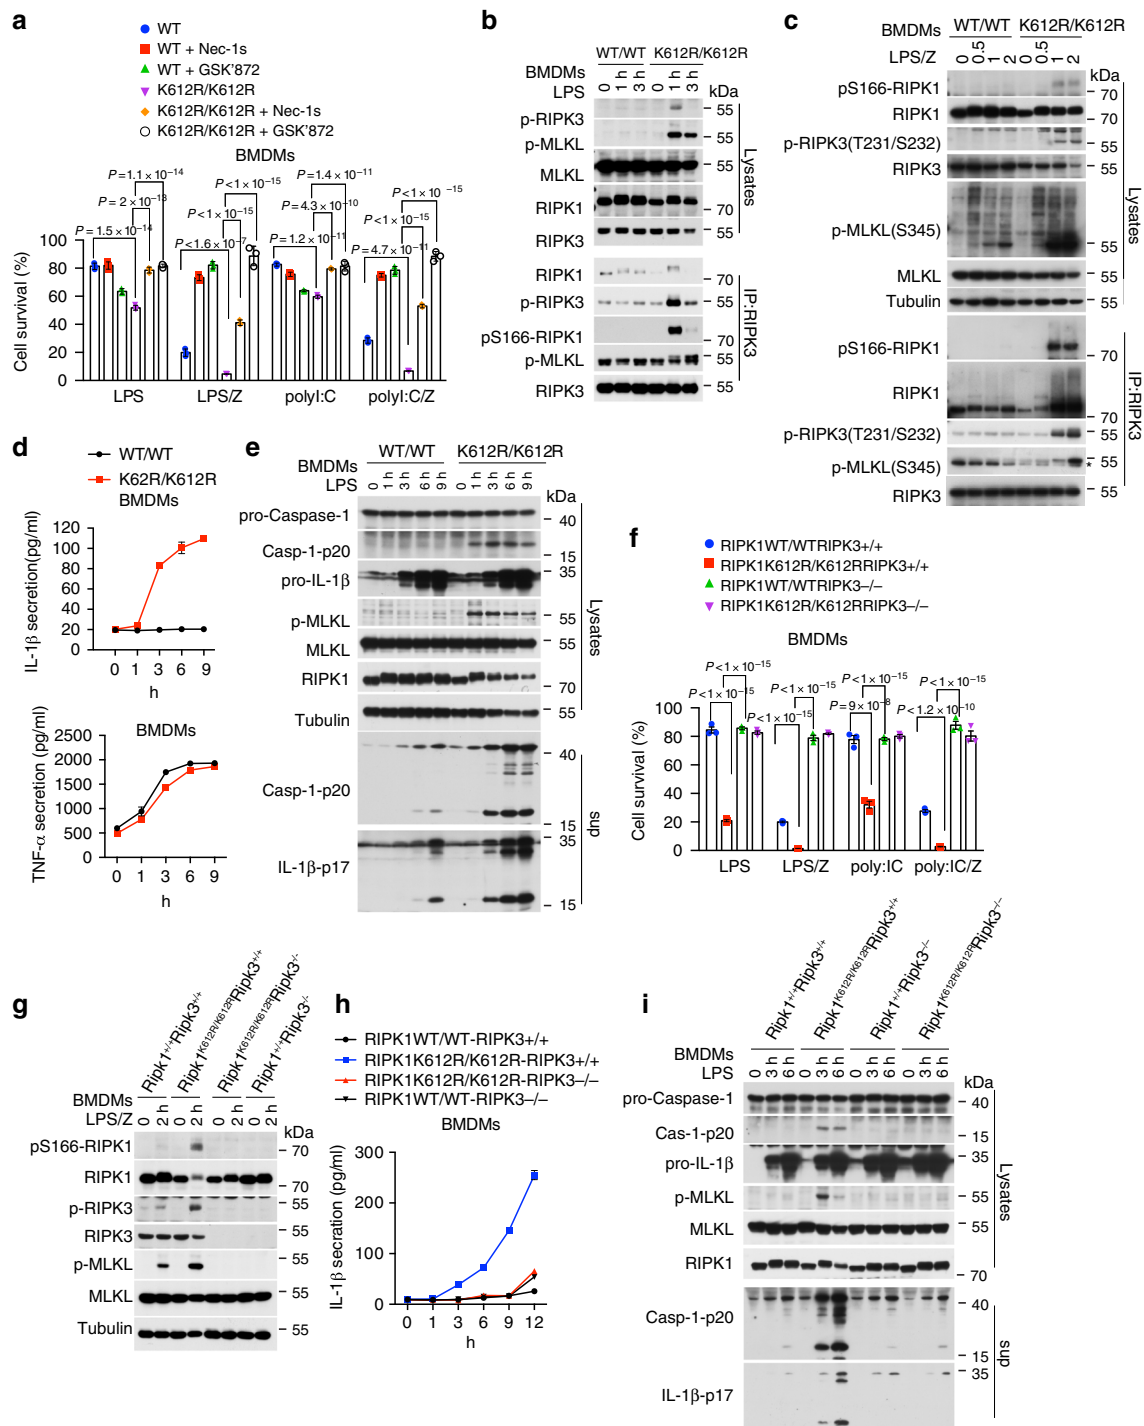 a
WT
WT + Nec-1s
WT + GSK'872
K612R/K612R
K612R/K612R + Nec-1s
K612R/K612R + GSK'872
BMDMs
P = 1.1 × 10⁻¹⁴
P = 2 × 10⁻¹³
P = 1.5 × 10⁻¹⁴
P < 1 × 10⁻¹⁵
P < 1 × 10⁻¹⁵
P < 1.6 × 10⁻⁷
P = 1.4 × 10⁻¹¹
P = 4.3 × 10⁻¹⁰
P = 1.2 × 10⁻¹¹
P < 1 × 10⁻¹⁵
P < 1 × 10⁻¹⁵
P = 4.7 × 10⁻¹¹
Cell survival (%)
100
80
60
40
20
0
LPS LPS/Z polyI:C polyI:C/Z
b
WT/WT K612R/K612R
BMDMs
LPS 0 1 h 3 h 0 1 h 3 h kDa
p-RIPK3 55
p-MLKL 55
MLKL 55
RIPK1 70
RIPK3 55
Lysates
RIPK1 70
p-RIPK3 55
pS166-RIPK1 70
p-MLKL 55
RIPK3 55
IP:RIPK3
c
BMDMs WT/WT K612R/K612R
LPS/Z 0 0.5 1 2 0 0.5 1 2
kDa
pS166-RIPK1 70
RIPK1
p-RIPK3(T231/S232) 55
RIPK3 55
p-MLKL(S345) 55
MLKL 55
Tubulin 55
Lysates
pS166-RIPK1 70
RIPK1 70
p-RIPK3(T231/S232) 55
p-MLKL(S345) 55 *
RIPK3 55
IP:RIPK3
d
WT/WT
K62R/K612R
BMDMs
IL-1β secretion(pg/ml)
120
100
80
60
40
20
0
0 1 3 6 9
h
BMDMs
TNF-α secretion (pg/ml)
2500
2000
1500
1000
500
0
0 1 3 6 9
h
e
WT/WT K612R/K612R
BMDMs
LPS 0 1 h 3 h 6 h 9 h 0 1 h 3 h 6 h 9 h
kDa
pro-Caspase-1 40
Casp-1-p20 15
pro-IL-1β 35
p-MLKL 55
MLKL 55
RIPK1 70
Tubulin 55
Lysates
40
Casp-1-p20
15
35
IL-1β-p17
15
sup
f
RIPK1WT/WTRIPK3+/+
RIPK1K612R/K612RRIPK3+/+
RIPK1WT/WTRIPK3–/–
RIPK1K612R/K612RRIPK3–/–
BMDMs
P < 1 × 10⁻¹⁵
P < 1 × 10⁻¹⁵
P < 1 × 10⁻¹⁵
P < 1 × 10⁻¹⁵
P < 1 × 10⁻¹⁵
P = 9 × 10⁻⁸
P < 1 × 10⁻¹⁵
P < 1.2 × 10⁻¹⁰
Cell survival (%)
100
80
60
40
20
0
LPS LPS/Z poly:IC poly:IC/Z
g
Ripk1⁺/⁺Ripk3⁺/⁺
Ripk1ᴷ⁶¹²ᴿ/ᴷ⁶¹²ᴿRipk3⁺/⁺
Ripk1ᴷ⁶¹²ᴿ/ᴷ⁶¹²ᴿRipk3⁻/⁻
Ripk1⁺/⁺Ripk3⁻/⁻
BMDMs
LPS/Z 0 2 h 0 2 h 0 2 h 0 2 h
kDa
pS166-RIPK1 70
RIPK1 70
p-RIPK3 55
RIPK3 55
p-MLKL 55
MLKL 55
Tubulin 55
h
RIPK1WT/WT-RIPK3+/+
RIPK1K612R/K612R-RIPK3+/+
RIPK1K612R/K612R-RIPK3–/–
RIPK1WT/WT-RIPK3–/–
BMDMs
IL-1β secration (pg/ml)
300
200
100
0
0 1 3 6 9 12
h
i
Ripk1⁺/⁺Ripk3⁺/⁺
Ripk1ᴷ⁶¹²ᴿ/ᴷ⁶¹²ᴿRipk3⁺/⁺
Ripk1⁺/⁺Ripk3⁻/⁻
Ripk1ᴷ⁶¹²ᴿ/ᴷ⁶¹²ᴿRipk3⁻/⁻
BMDMs
LPS 0 3 h 6 h 0 3 h 6 h 0 3 h 6 h 0 3 h 6 h
kDa
pro-Caspase-1 40
Cas-1-p20 15
pro-IL-1β 35
p-MLKL 55
MLKL 55
RIPK1 70
Lysates
Casp-1-p20 40
15
35
IL-1β-p17
sup